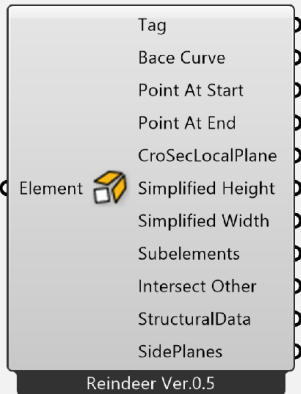 Tag
Bace Curve
Point At Start
Point At End
CroSecLocalPlane
Element
Simplified Height
Simplified Width
Subelements
Intersect Other
StructuralData
SidePlanes
Reindeer Ver.0.5